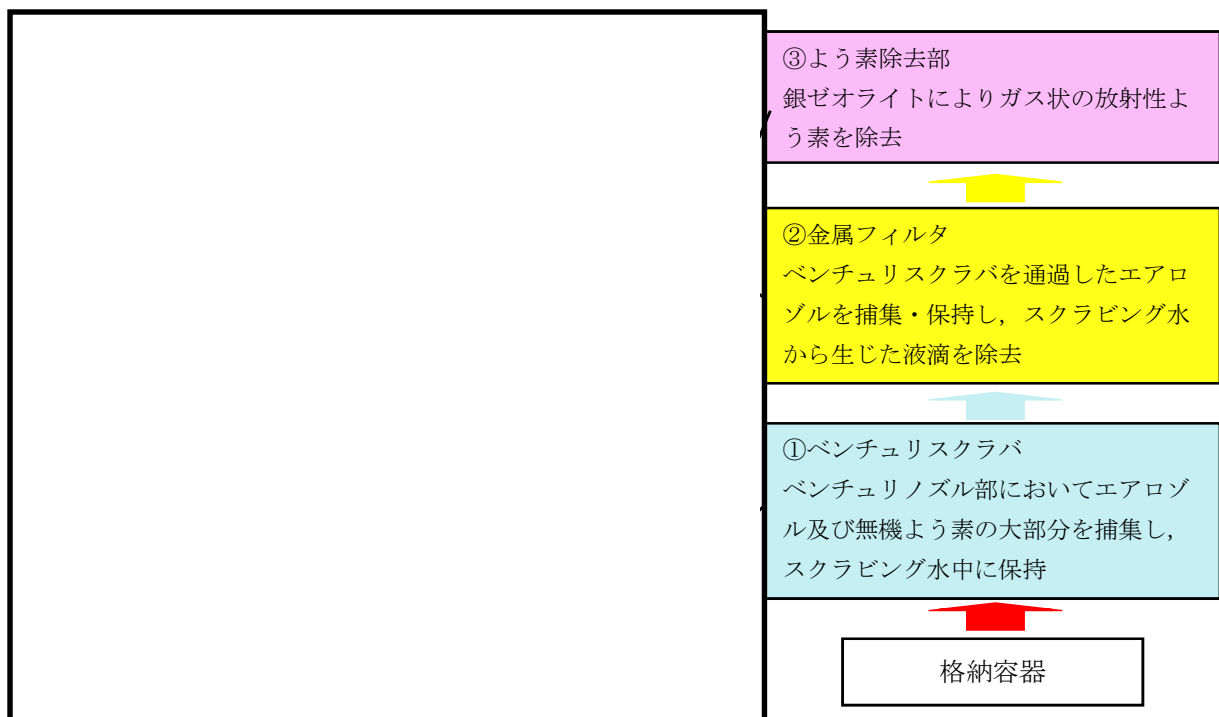 ③よう素除去部
銀ゼオライトによりガス状の放射性よ
う素を除去
②金属フィルタ
ベンチュリスクラバを通過したエアロ
ゾルを捕集・保持し，スクラビング水
から生じた液滴を除去
①ベンチュリスクラバ
ベンチュリノズル部においてエアロゾ
ル及び無機よう素の大部分を捕集し，
スクラビング水中に保持
格納容器